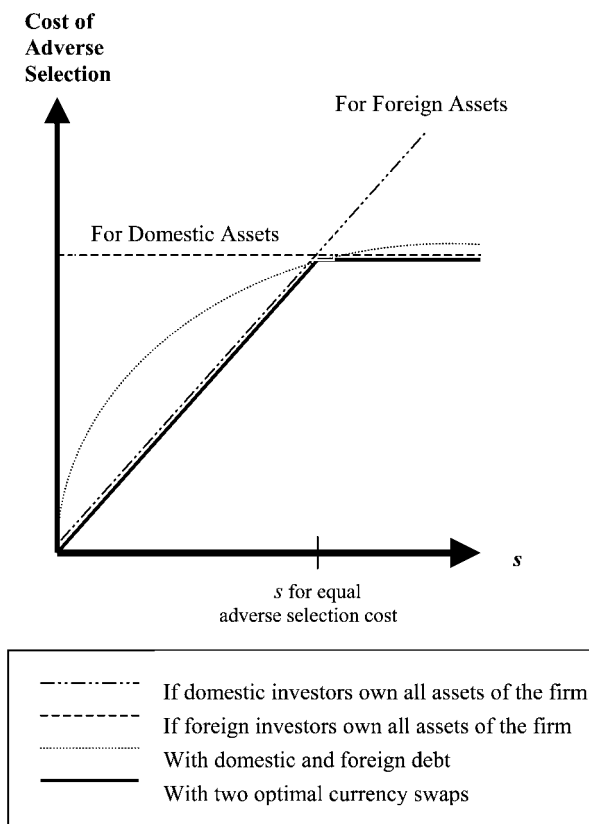 Cost of
Adverse
Selection
For Foreign Assets
For Domestic Assets
s
s for equal
adverse selection cost
If domestic investors own all assets of the firm
If foreign investors own all assets of the firm
With domestic and foreign debt
With two optimal currency swaps